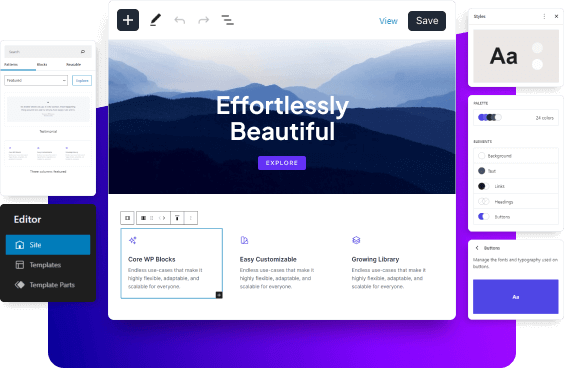 View
Save
Search
Patterns
Blocks
Reusable
Featured
Explore
Testimonial
Three columns featured
Editor
Site
Templates
Template Parts
Effortlessly
Beautiful
EXPLORE
Core WP Blocks
Endless use-cases that make it
highly flexible, adaptable, and
scalable for everyone.
Easy Customizable
Endless use-cases that make it
highly flexible, adaptable, and
scalable for everyone.
Growing Library
Endless use-cases that make it
highly flexible, adaptable, and
scalable for everyone.
Styles
Aa
PALETTE
24 colors
ELEMENTS
Background
Text
Links
Headings
Buttons
Buttons
Manage the fonts and typography used on
buttons.
Aa